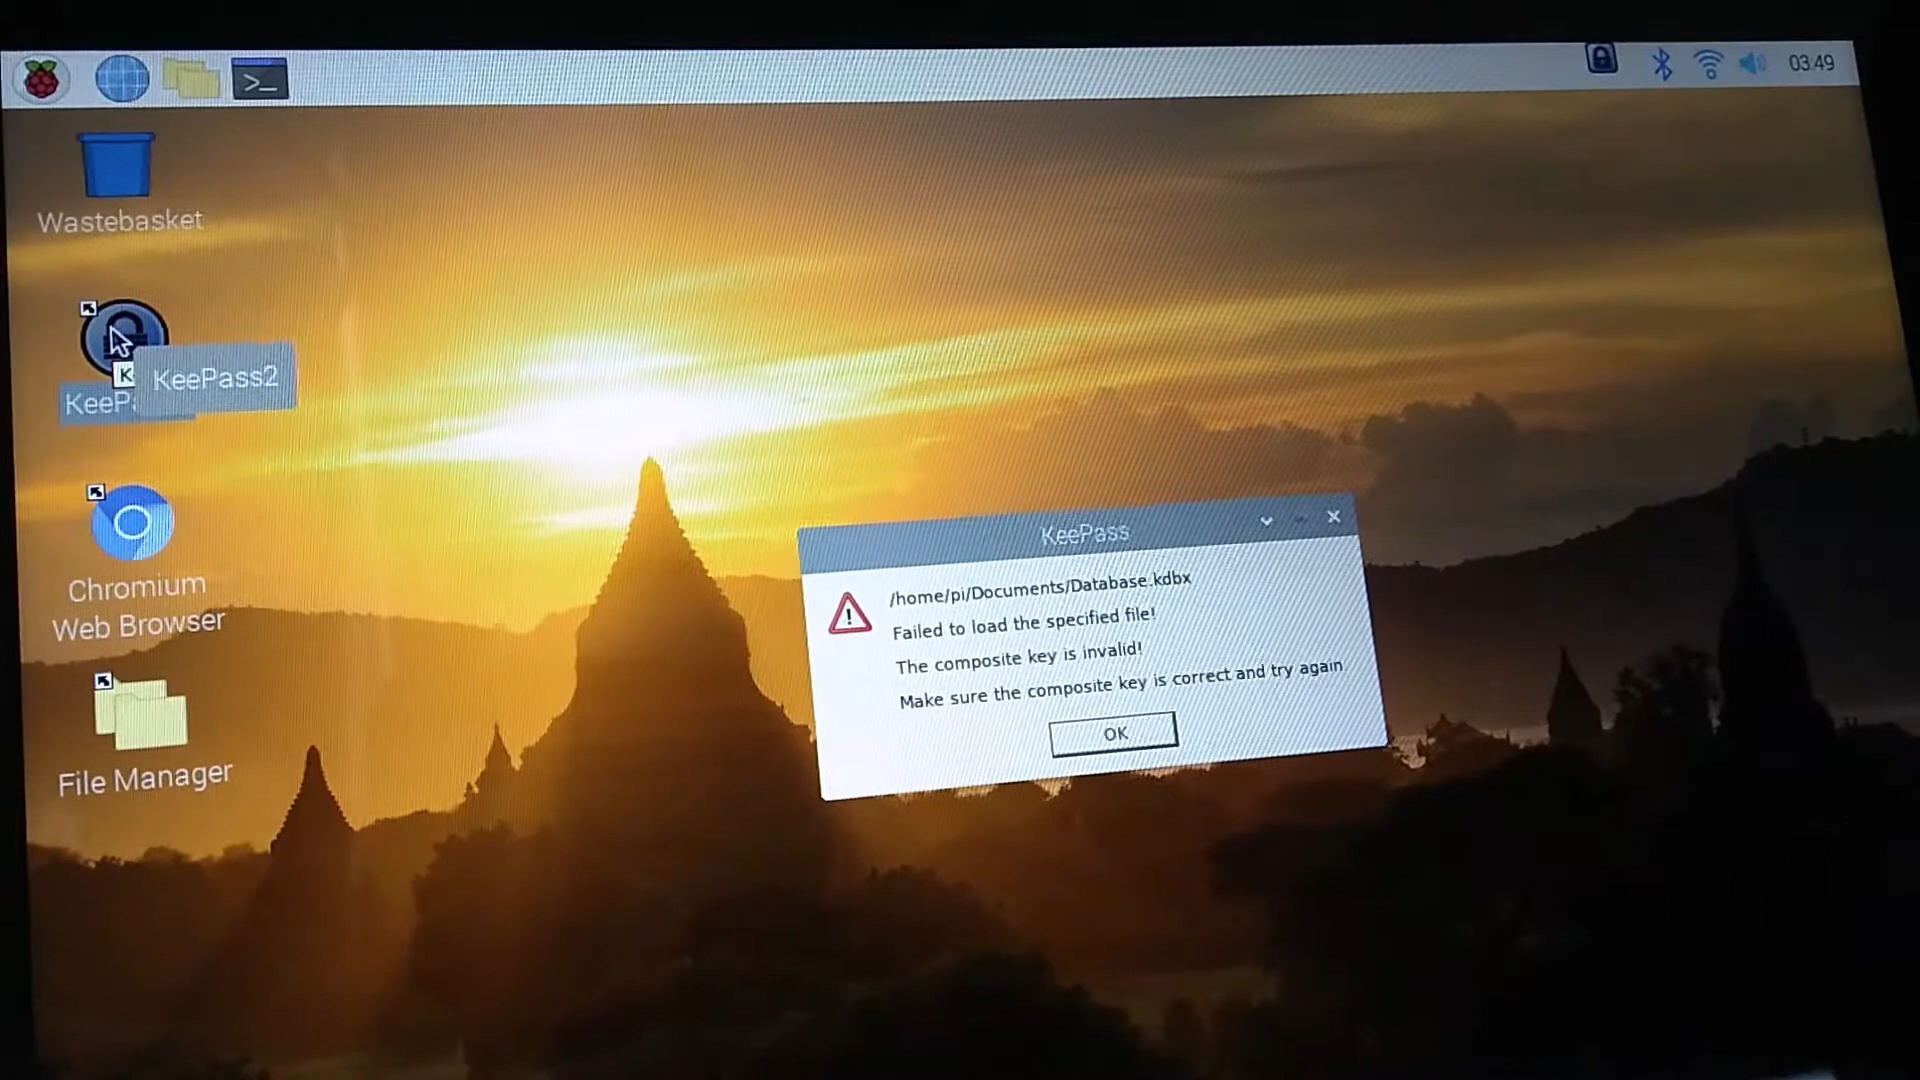 03:49
Wastebasket
K
KeePa
KeePass2
Chromium
Web Browser
File Manager
KeePass
/home/pi/Documents/Database.kdbx
Failed to load the specified file!
The composite key is invalid!
Make sure the composite key is correct and try again.
OK